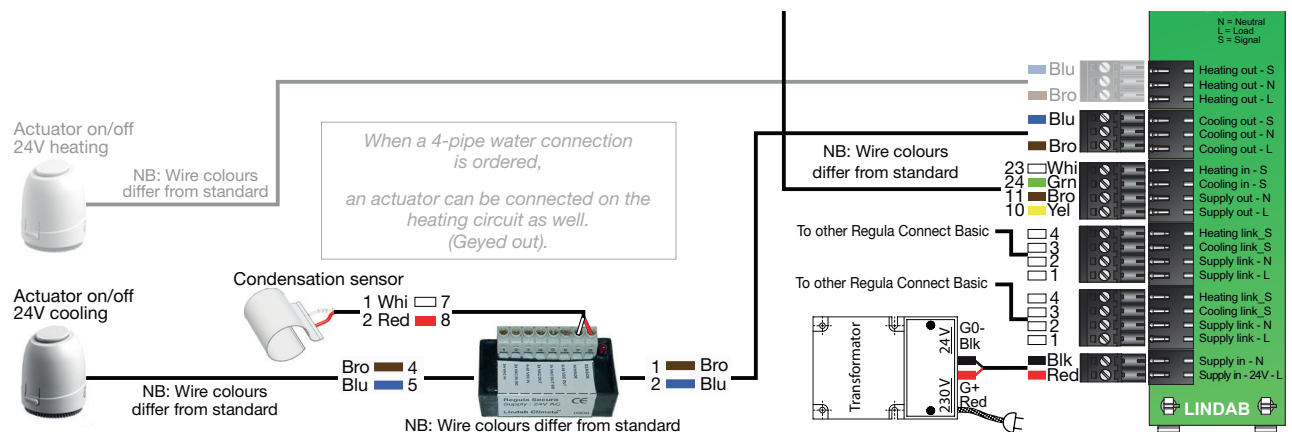 N = Neutral
L = Load
S = Signal
Blu
Bro
Heating out - S
Heating out - N
Heating out - L
Blu
Bro
Cooling out - S
Cooling out - N
Cooling out - L
Actuator on/off
24V heating
NB: Wire colours
differ from standard
When a 4-pipe water connection
is ordered,
an actuator can be connected on the
heating circuit as well.
(Geyed out).
NB: Wire colours
differ from standard
23 Whi
24 Grn
11 Bro
10 Yel
Heating in - S
Cooling in - S
Supply out - N
Supply out - L
To other Regula Connect Basic
4
3
2
1
Heating link_S
Cooling link_S
Supply link - N
Supply link - L
To other Regula Connect Basic
4
3
2
1
Heating link_S
Cooling link_S
Supply link - N
Supply link - L
Condensation sensor
1 Whi 7
2 Red 8
Actuator on/off
24V cooling
NB: Wire colours
differ from standard
Bro 4
Blu 5
Regula Secura
Supply : 24V AC
Lindab Climate
CE
1 Bro
2 Blu
NB: Wire colours differ from standard
Transformator
24V
230V
G0-
Blk
G+
Red
Blk
Red
Supply in - N
Supply in - 24V - L
LINDAB